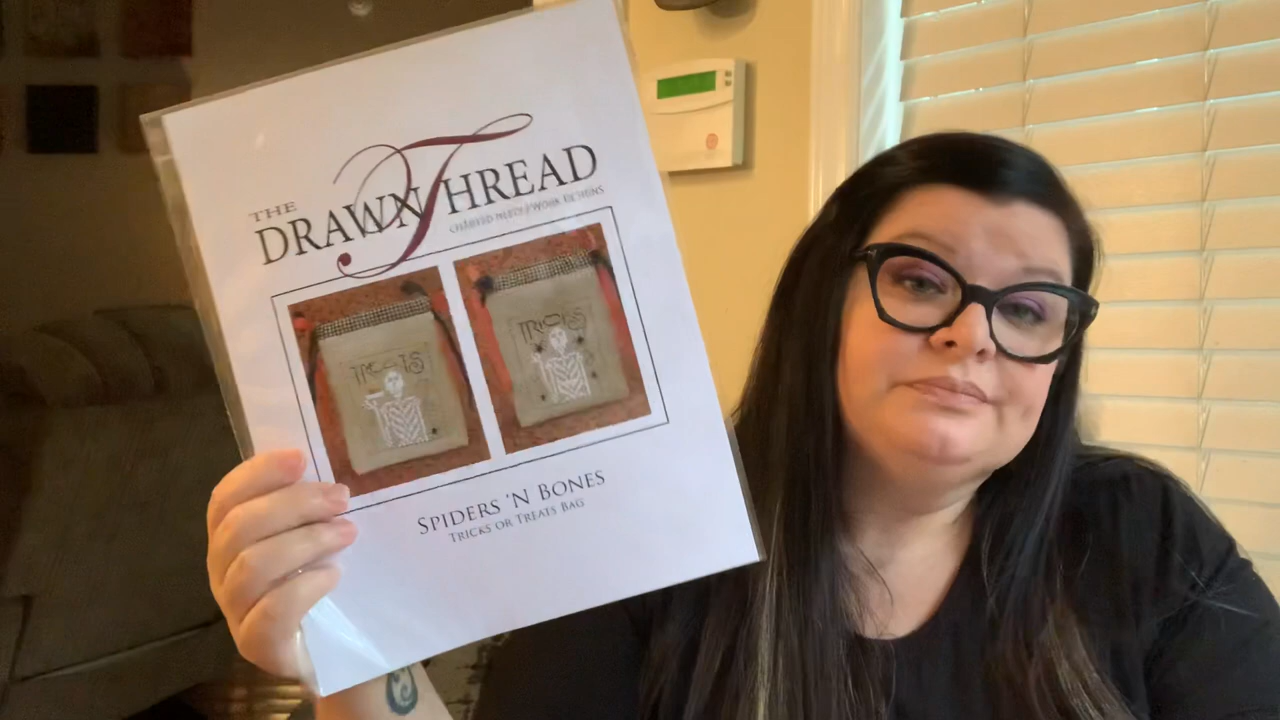 THE
DRAWN THREAD
SPIDERS 'N BONES
TRICKS OR TREATS BAG
TREATS
TRICKS